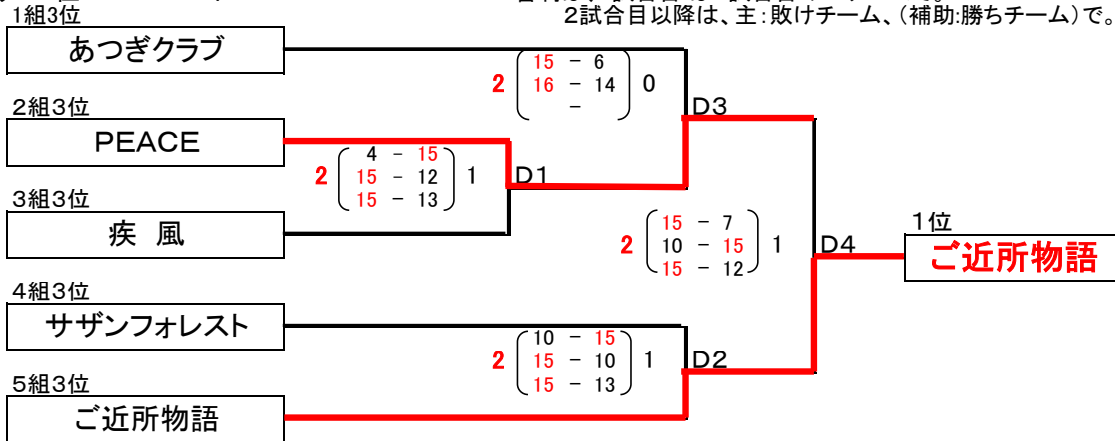 1組3位
2試合目以降は、主:敗けチーム、(補助:勝ちチーム)で。
あつぎクラブ
2 15 - 6 0
16 - 14
-
D3
2組3位
PEACE
2 4 - 15 1
15 - 12
15 - 13
D1
3組3位
疾 風
2 15 - 7 1
10 - 15
15 - 12
D4
1位
ご近所物語
4組3位
サザンフォレスト
2 10 - 15 1
15 - 10
15 - 13
D2
5組3位
ご近所物語